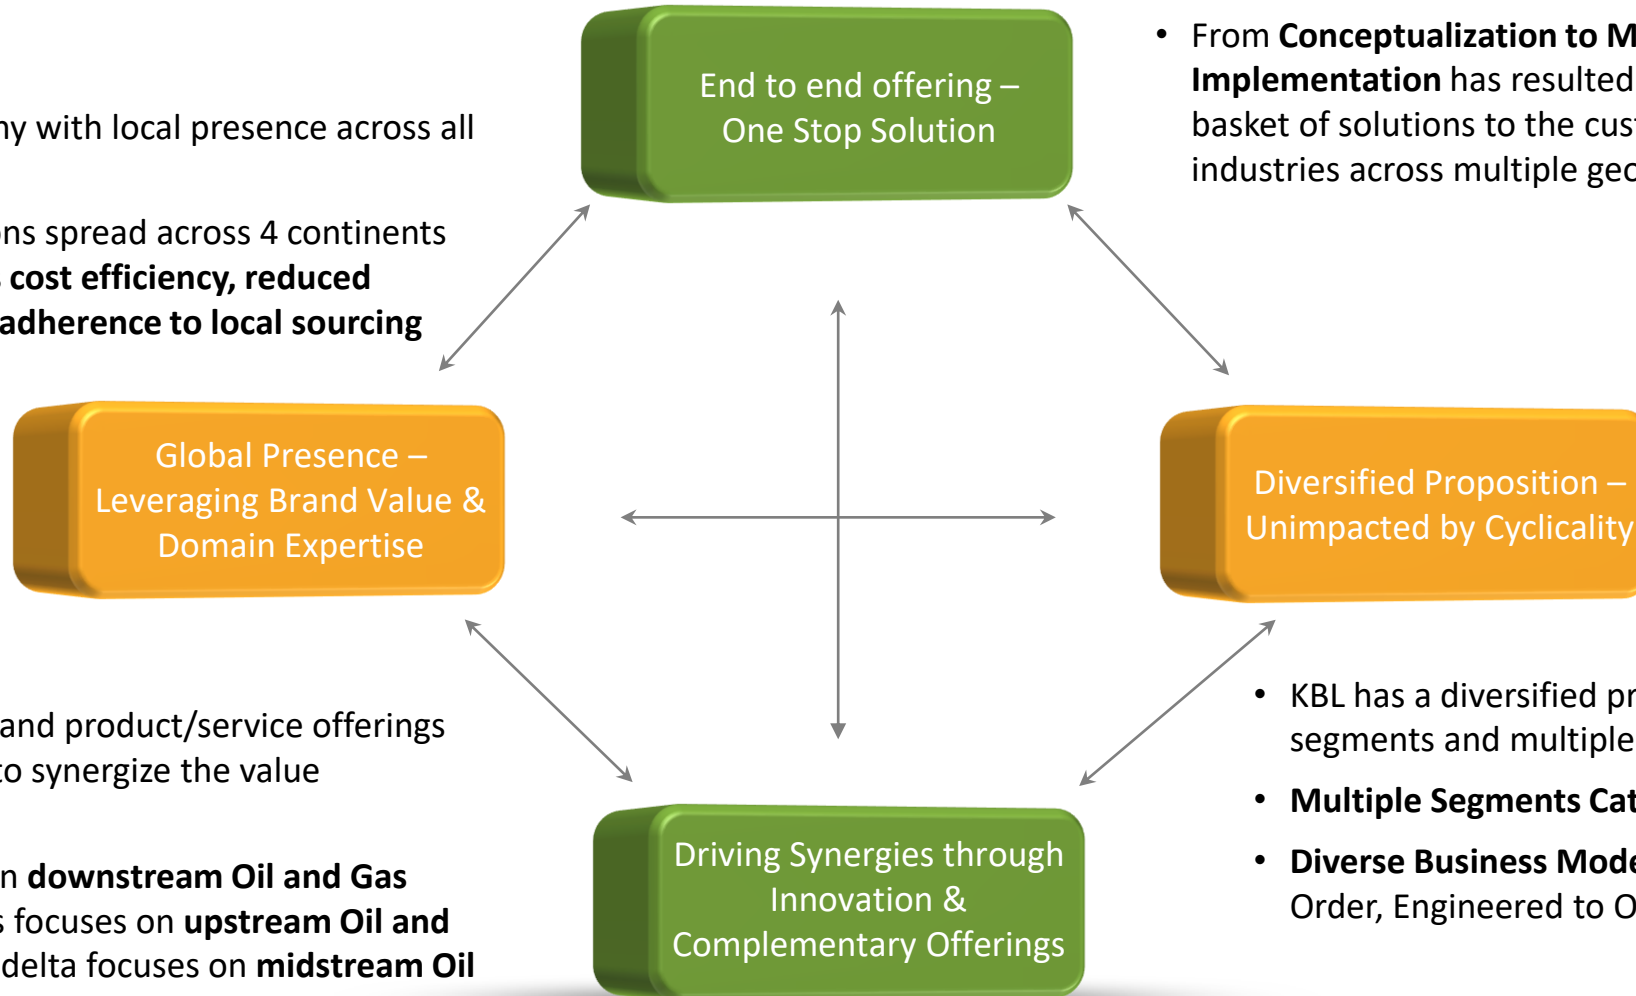 End to end offering –
One Stop Solution
• From Conceptualization to M
Implementation has resulted
basket of solutions to the cust
industries across multiple geo
ny with local presence across all
ons spread across 4 continents
cost efficiency, reduced
adherence to local sourcing
Global Presence –
Leveraging Brand Value &
Domain Expertise
Diversified Proposition –
Unimpacted by Cyclicality
and product/service offerings
to synergize the value
n downstream Oil and Gas
s focuses on upstream Oil and
delta focuses on midstream Oil
Driving Synergies through
Innovation &
Complementary Offerings
• KBL has a diversified pr
segments and multiple
• Multiple Segments Cat
• Diverse Business Mode
Order, Engineered to O